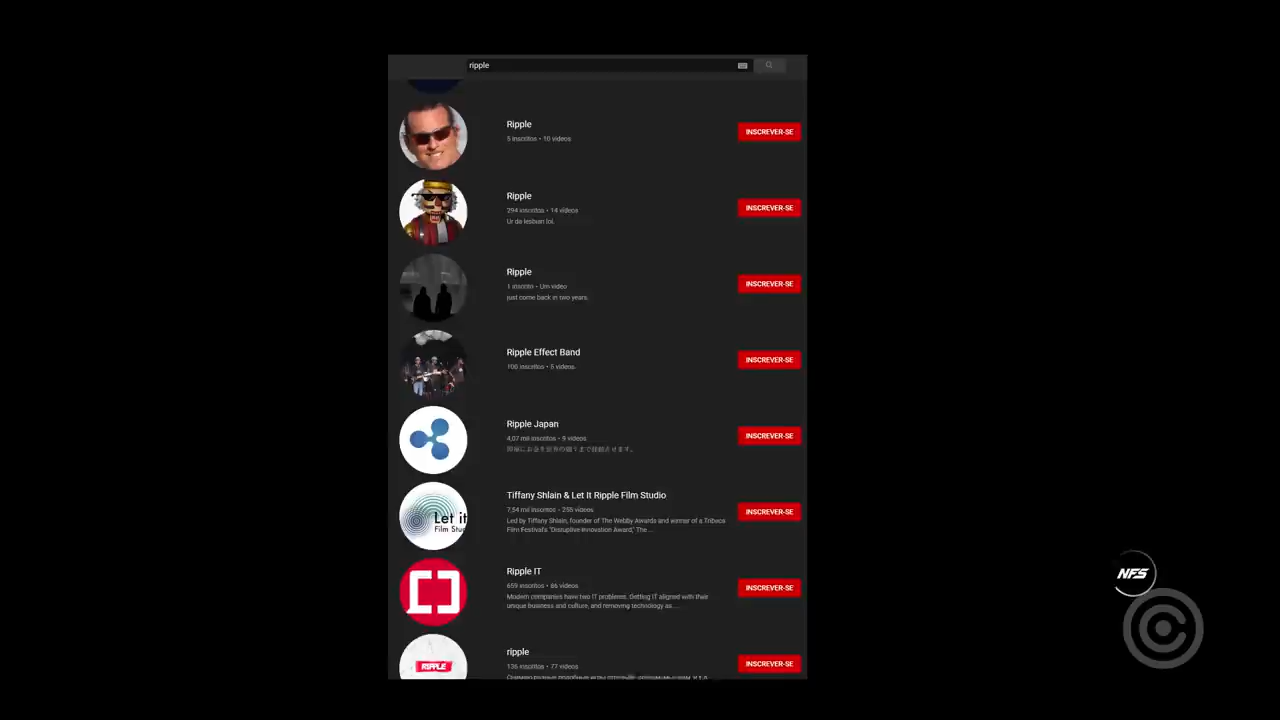 ripple
Ripple
5 inscritos • 10 vídeos
INSCREVER-SE
Ripple
294 inscritos • 14 vídeos
Ur da lesbian lol.
INSCREVER-SE
Ripple
1 inscrito • Um vídeo
just come back in two years.
INSCREVER-SE
Ripple Effect Band
100 inscritos • 5 vídeos
INSCREVER-SE
Ripple Japan
4,07 mil inscritos • 9 vídeos
INSCREVER-SE
Tiffany Shlain & Let It Ripple Film Studio
7,54 mil inscritos • 255 vídeos
Led by Tiffany Shlain, founder of The Webby Awards and winner of a Tribeca
Film Festival's "Disruptive Innovation Award," The ...
INSCREVER-SE
Let it
Film Stud
Ripple IT
659 inscritos • 66 vídeos
Modern companies have two IT problems. Getting IT aligned with their
unique business and culture, and removing technology as ...
INSCREVER-SE
RIPPLE
ripple
136 inscritos • 77 vídeos
INSCREVER-SE
NFS